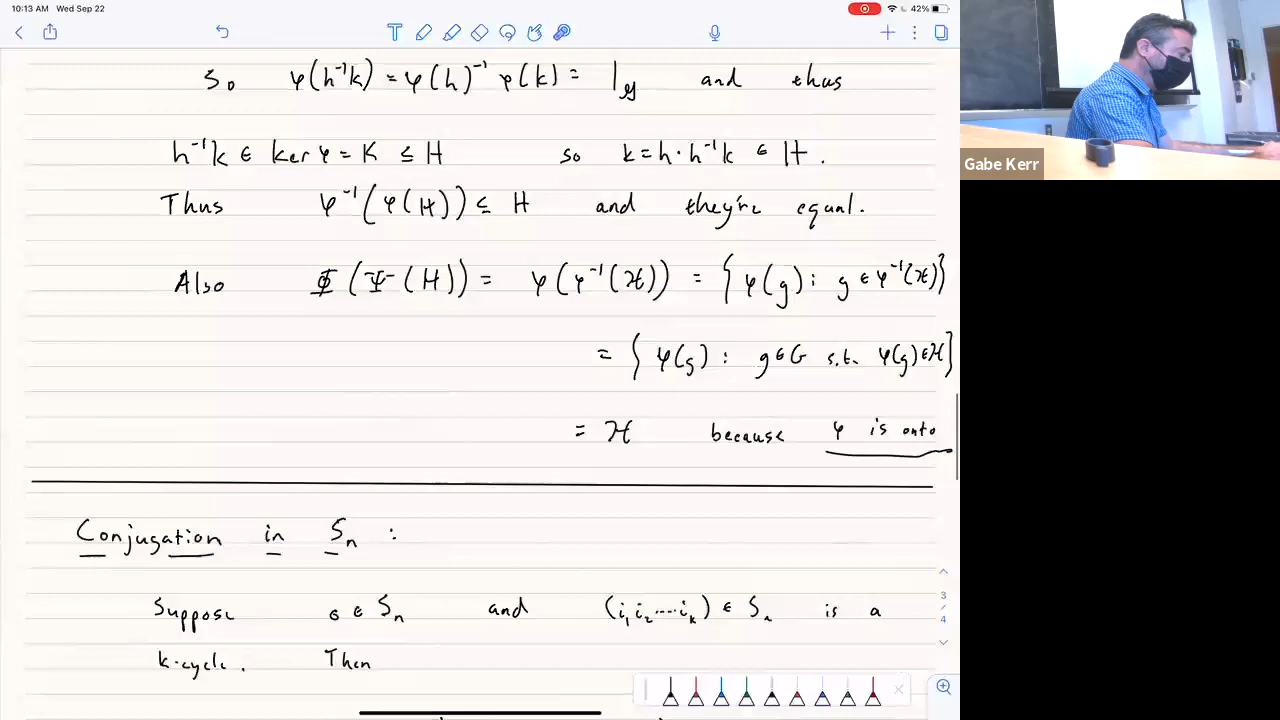 10:13 AM Wed Sep 22
42%
So φ(h⁻¹k) = φ(h)⁻¹ φ(k) = 1_𝒢 and thus
h⁻¹k ∈ ker φ = K ≤ H so k = h · h⁻¹k ∈ H.
Thus φ⁻¹(φ(H)) ≤ H and they're equal.
Also Φ(Ψ(H)) = φ(φ⁻¹(ℋ)) = {φ(g) : g ∈ φ⁻¹(ℋ)}
= {φ(g) : g ∈ G s.t. φ(g) ∈ ℋ}
= ℋ because φ is onto
Conjugation in Sₙ :
Suppose σ ∈ Sₙ and (i₁ i₂ ····· iₖ) ∈ Sₙ is a
k-cycle. Then
3
/
4
Gabe Kerr